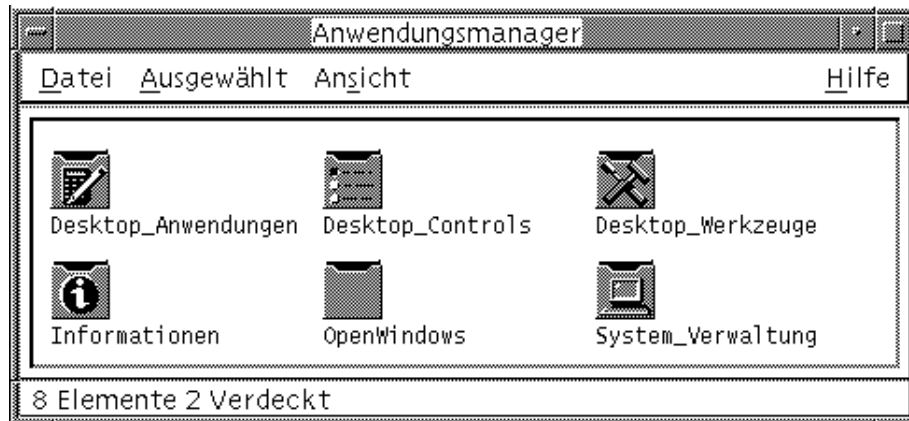 Anwendungsmanager
Datei Ausgewählt Ansicht Hilfe
Desktop_Anwendungen Desktop_Controls Desktop_Werkzeuge
Informationen OpenWindows System_Verwaltung
8 Elemente 2 Verdeckt